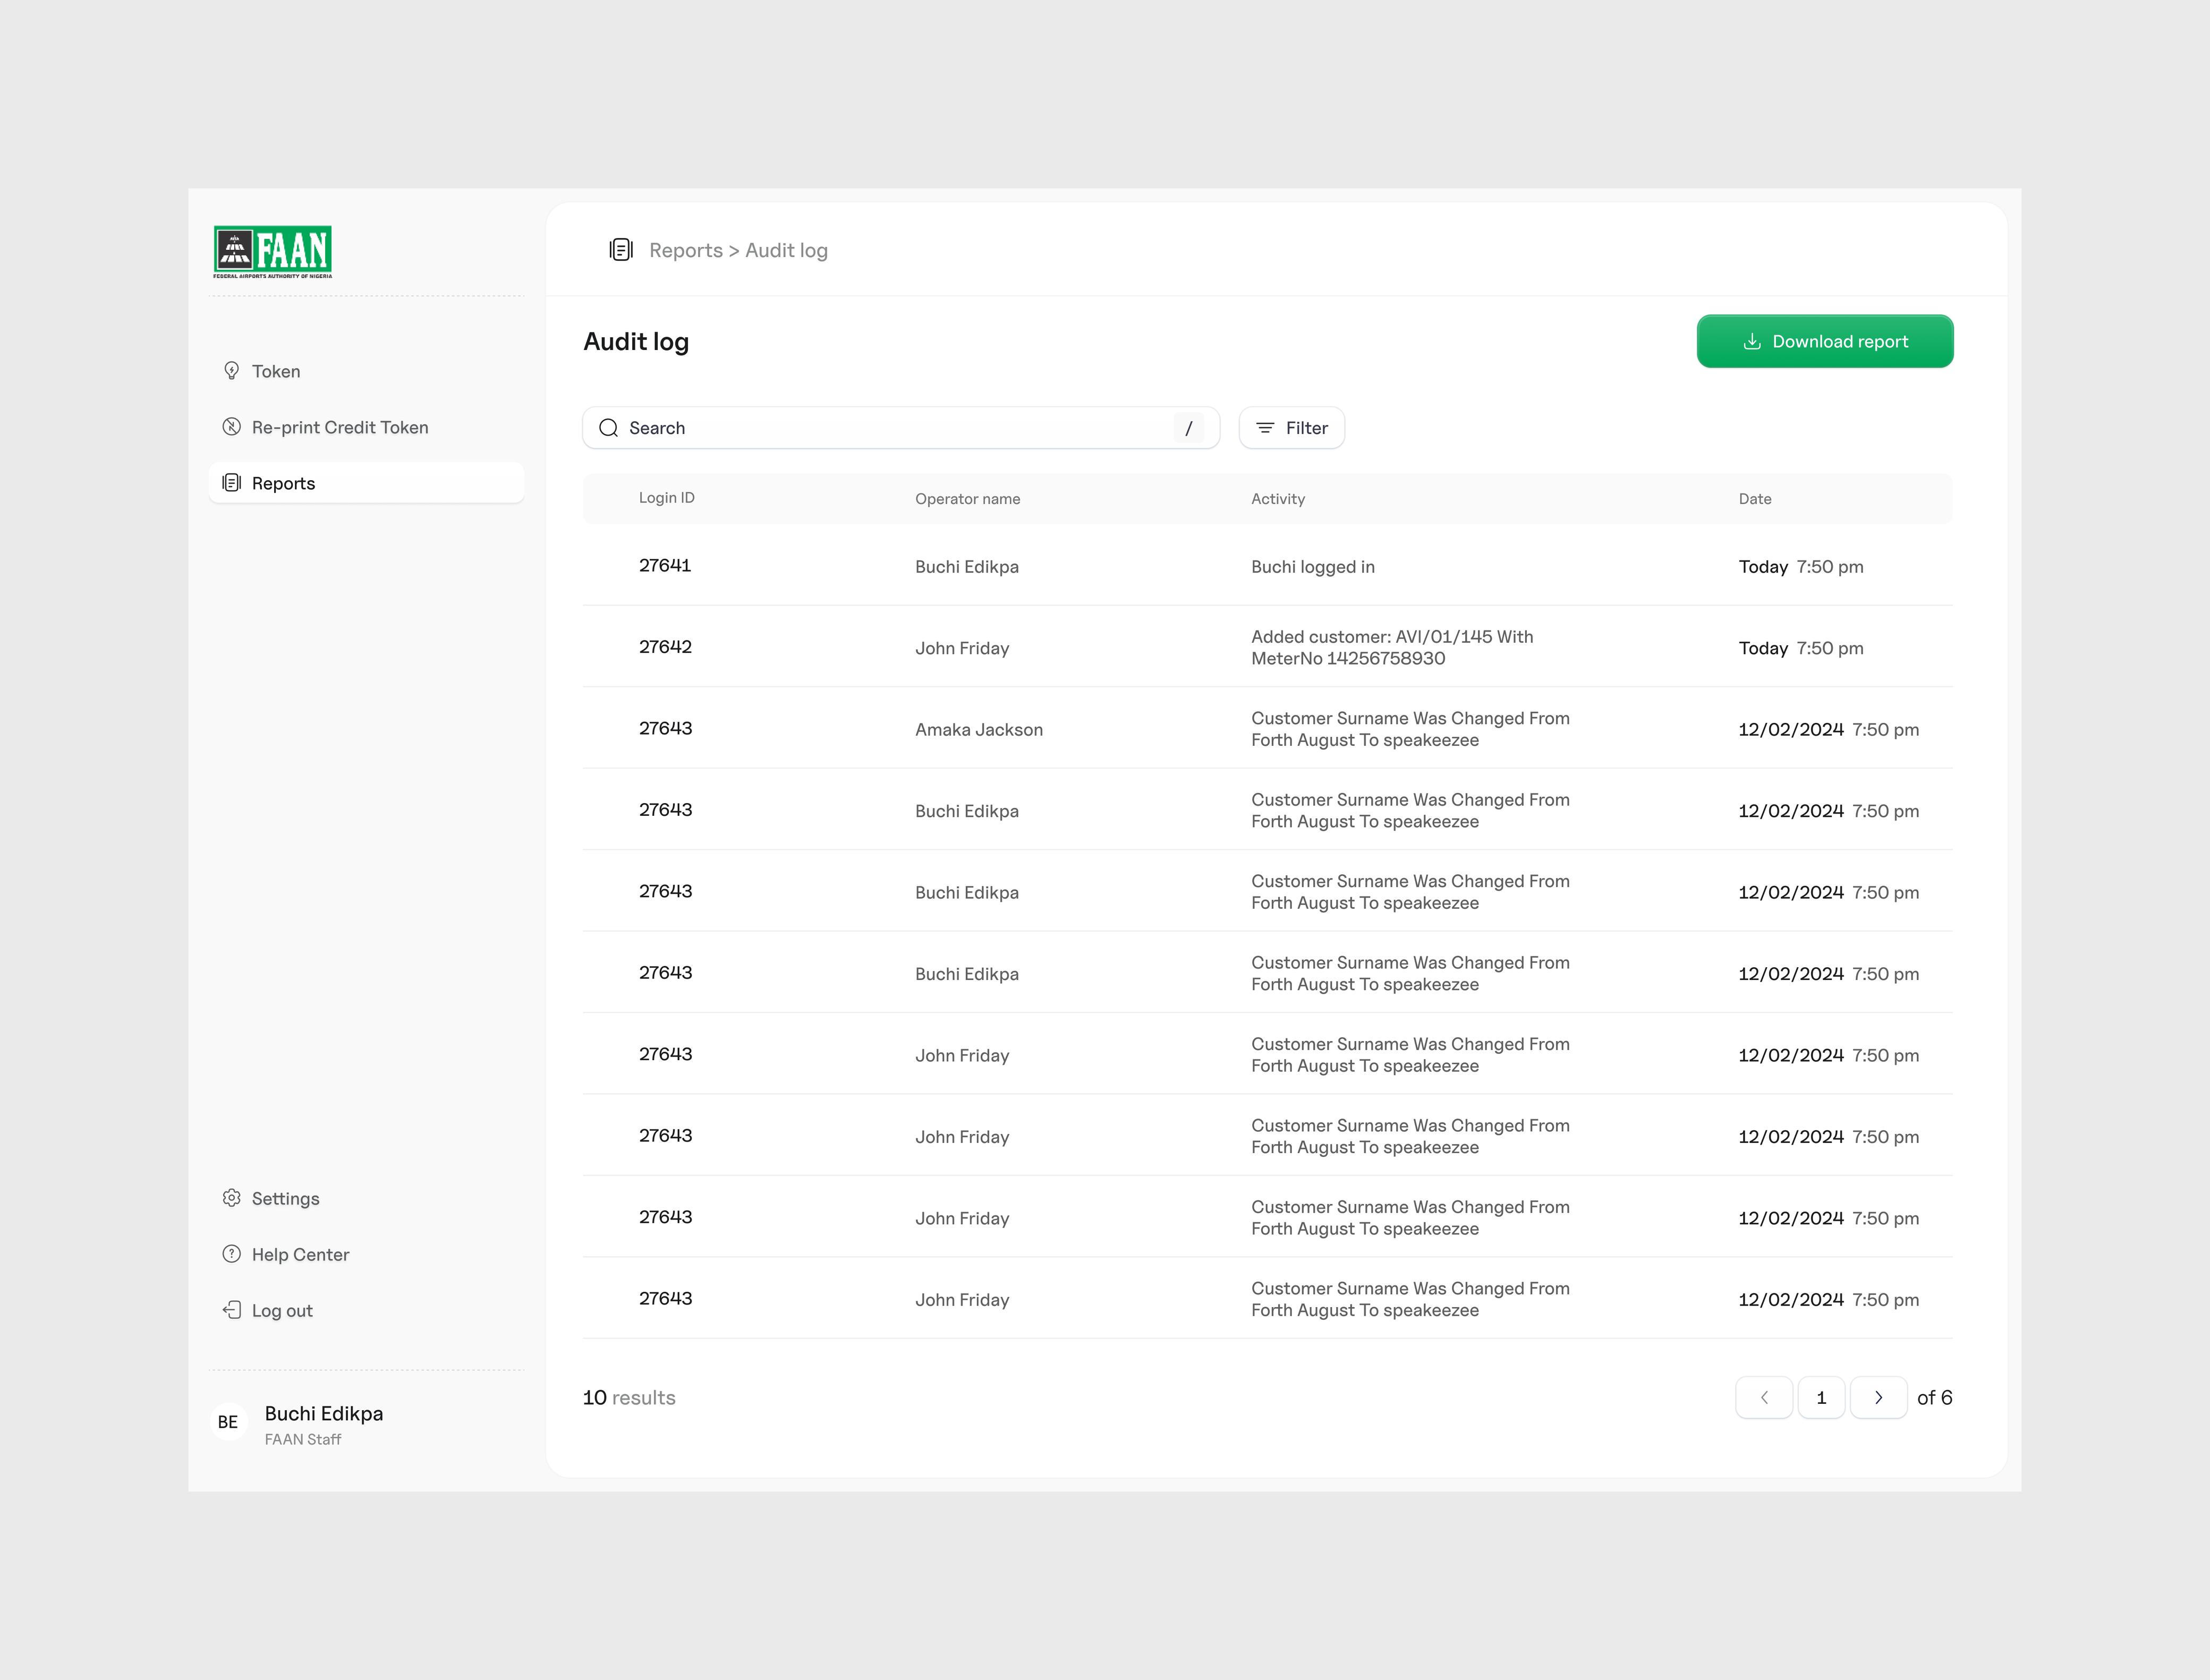 FAAN
FEDERAL AIRPORTS AUTHORITY OF NIGERIA
Token
Re-print Credit Token
Reports
Settings
Help Center
Log out
BE
Buchi Edikpa
FAAN Staff
Reports > Audit log
Audit log
Download report
Search /
Filter
Login ID Operator name Activity Date
27641 Buchi Edikpa Buchi logged in Today 7:50 pm
27642 John Friday Added customer: AVI/01/145 With
MeterNo 14256758930 Today 7:50 pm
27643 Amaka Jackson Customer Surname Was Changed From
Forth August To speakeezee 12/02/2024 7:50 pm
27643 Buchi Edikpa Customer Surname Was Changed From
Forth August To speakeezee 12/02/2024 7:50 pm
27643 Buchi Edikpa Customer Surname Was Changed From
Forth August To speakeezee 12/02/2024 7:50 pm
27643 Buchi Edikpa Customer Surname Was Changed From
Forth August To speakeezee 12/02/2024 7:50 pm
27643 John Friday Customer Surname Was Changed From
Forth August To speakeezee 12/02/2024 7:50 pm
27643 John Friday Customer Surname Was Changed From
Forth August To speakeezee 12/02/2024 7:50 pm
27643 John Friday Customer Surname Was Changed From
Forth August To speakeezee 12/02/2024 7:50 pm
27643 John Friday Customer Surname Was Changed From
Forth August To speakeezee 12/02/2024 7:50 pm
10 results
1 of 6